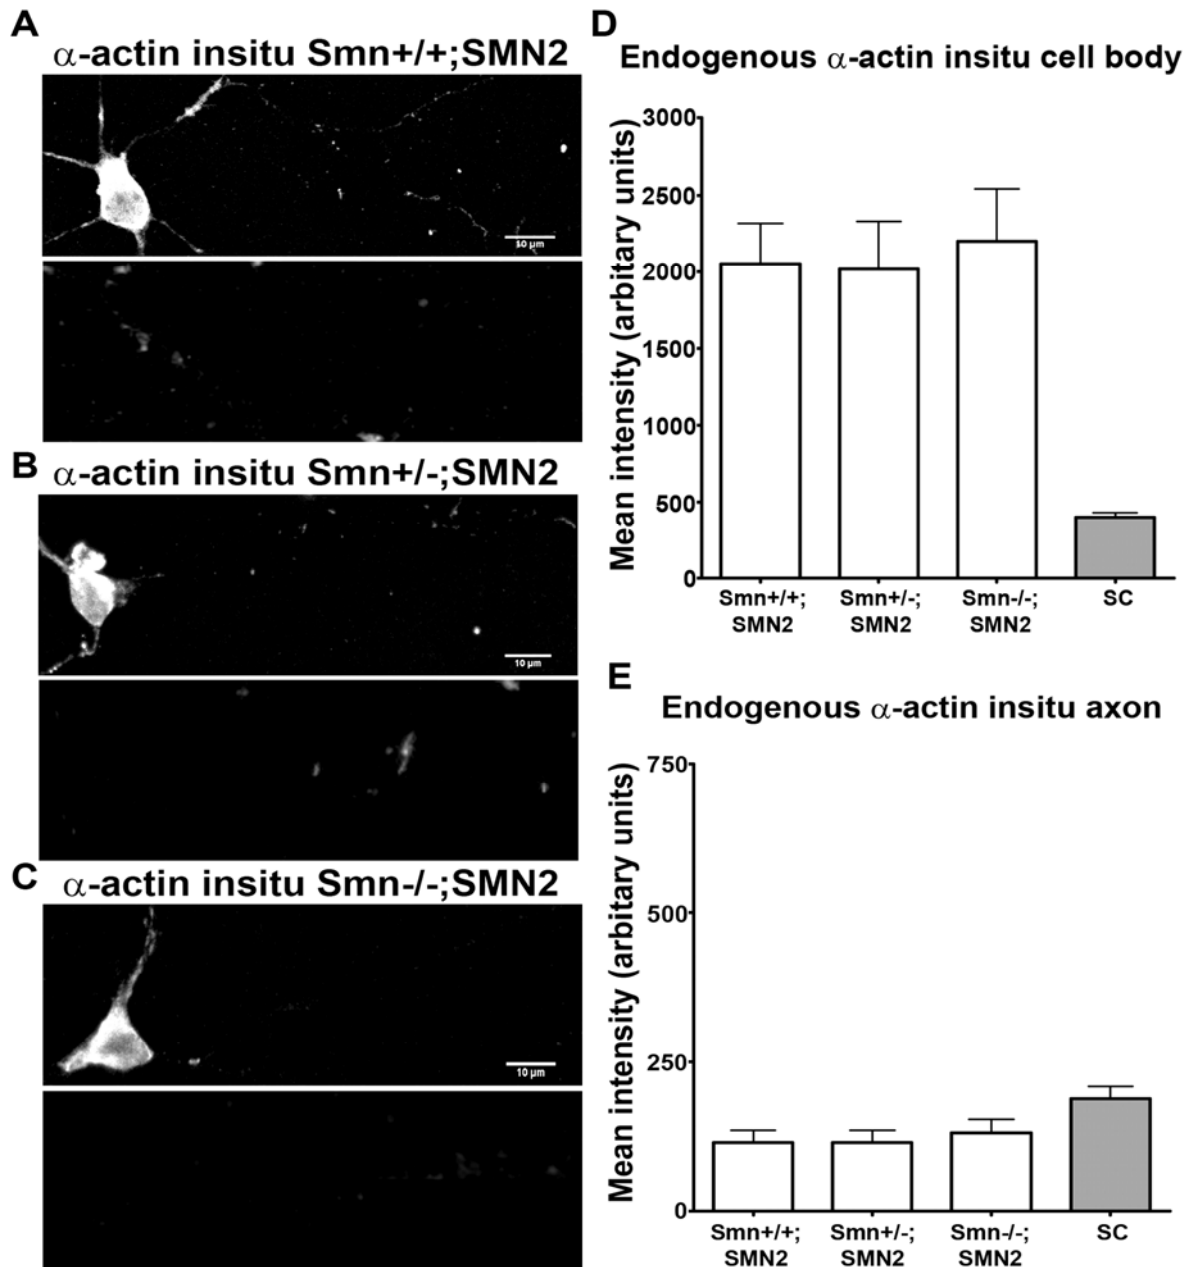 A
α-actin insitu Smn+/+;SMN2
10 µm
B
α-actin insitu Smn+/-;SMN2
10 µm
C
α-actin insitu Smn-/-;SMN2
10 µm
D
Endogenous α-actin insitu cell body
Mean intensity (arbitary units)
3000
2500
2000
1500
1000
500
0
Smn+/+; Smn+/-; Smn-/-; SC
SMN2 SMN2 SMN2
E
Endogenous α-actin insitu axon
Mean intensity (arbitary units)
750
500
250
0
Smn+/+; Smn+/-; Smn-/-; SC
SMN2 SMN2 SMN2